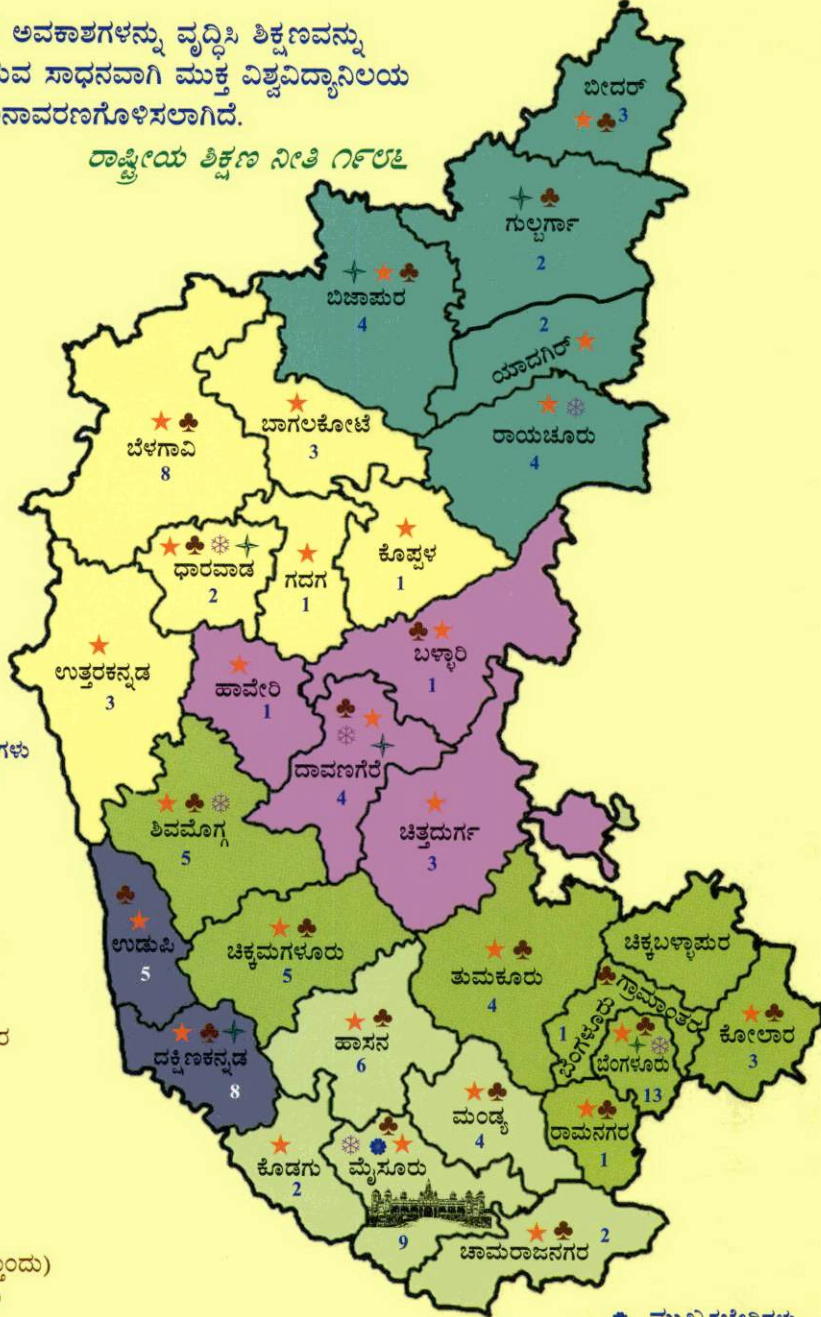 ಅವಕಾಶಗಳನ್ನು ವೃದ್ಧಿಸಿ ಶಿಕ್ಷಣವನ್ನು
ಸಾಧನವಾಗಿ ಮುಕ್ತ ವಿಶ್ವವಿದ್ಯಾನಿಲಯ
ರಾಷ್ಟ್ರೀಯ ಶಿಕ್ಷಣ ನೀತಿ ೧೯೮೬
ಬೀದರ್
3
ಗುಲ್ಬರ್ಗಾ
2
ಬಿಜಾಪುರ
4
2
ಯಾದಗಿರ್
ರಾಯಚೂರು
4
ಬಾಗಲಕೋಟೆ
3
ಬೆಳಗಾವಿ
8
ಧಾರವಾಡ
2
ಗದಗ
1
ಕೊಪ್ಪಳ
1
ಬಳ್ಳಾರಿ
1
ಉತ್ತರಕನ್ನಡ
3
ಹಾವೇರಿ
1
ದಾವಣಗೆರೆ
4
ಗಳು
ಶಿವಮೊಗ್ಗ
5
ಚಿತ್ತದುರ್ಗ
3
ಉಡುಪಿ
5
ಚಿಕ್ಕಮಗಳೂರು
5
ತುಮಕೂರು
4
ಚಿಕ್ಕಬಳ್ಳಾಪುರ
ಬೆಂಗಳೂರು ಗ್ರಾಮಾಂತರ
1
ಬೆಂಗಳೂರು
13
ಕೋಲಾರ
3
ದಕ್ಷಿಣಕನ್ನಡ
8
ಹಾಸನ
6
ಮಂಡ್ಯ
4
ರಾಮನಗರ
1
ಕೊಡಗು
2
ಮೈಸೂರು
9
ಚಾಮರಾಜನಗರ
2